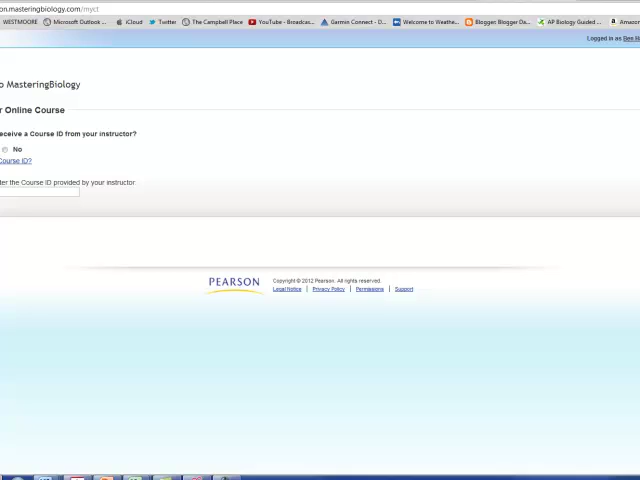 on.masteringbiology.com/myct
WESTMOORE Microsoft Outlook ... iCloud Twitter The Campbell Place YouTube - Broadcas... Garmin Connect - D... Welcome to Weathe... Blogger: Blogger Da... AP Biology Guided ... Amazon
Logged in as Ben
o MasteringBiology
r Online Course
eceive a Course ID from your instructor?
No
Course ID?
ter the Course ID provided by your instructor:
PEARSON
Copyright © 2012 Pearson. All rights reserved.
Legal Notice | Privacy Policy | Permissions | Support